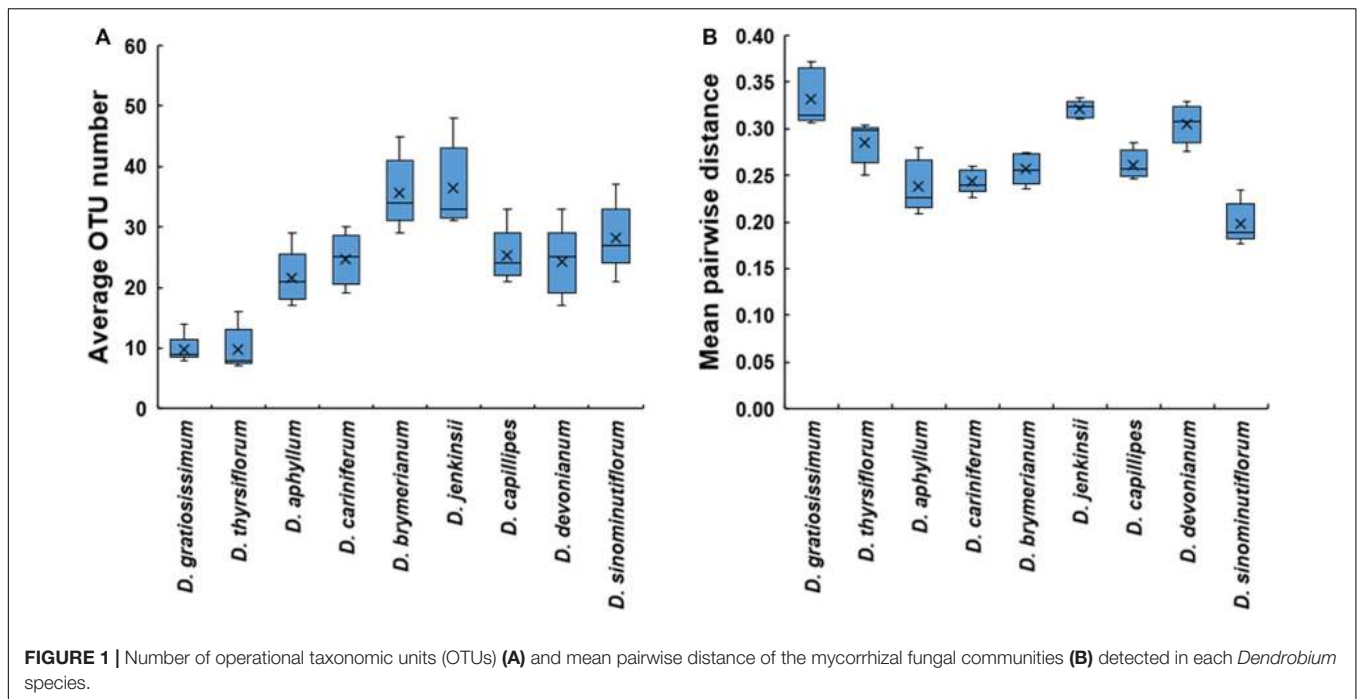 A
60
50
40
30
20
10
0
Average OTU number
D. gratiosissimum
D. thyrsiflorum
D. aphyllum
D. cariniferum
D. brymerianum
D. jenkinsii
D. capillipes
D. devonianum
D. sinominutiflorum
B
0.40
0.35
0.30
0.25
0.20
0.15
0.10
0.05
0.00
Mean pairwise distance
D. gratiosissimum
D. thyrsiflorum
D. aphyllum
D. cariniferum
D. brymerianum
D. jenkinsii
D. capillipes
D. devonianum
D. sinominutiflorum
FIGURE 1 | Number of operational taxonomic units (OTUs) (A) and mean pairwise distance of the mycorrhizal fungal communities (B) detected in each Dendrobium
species.